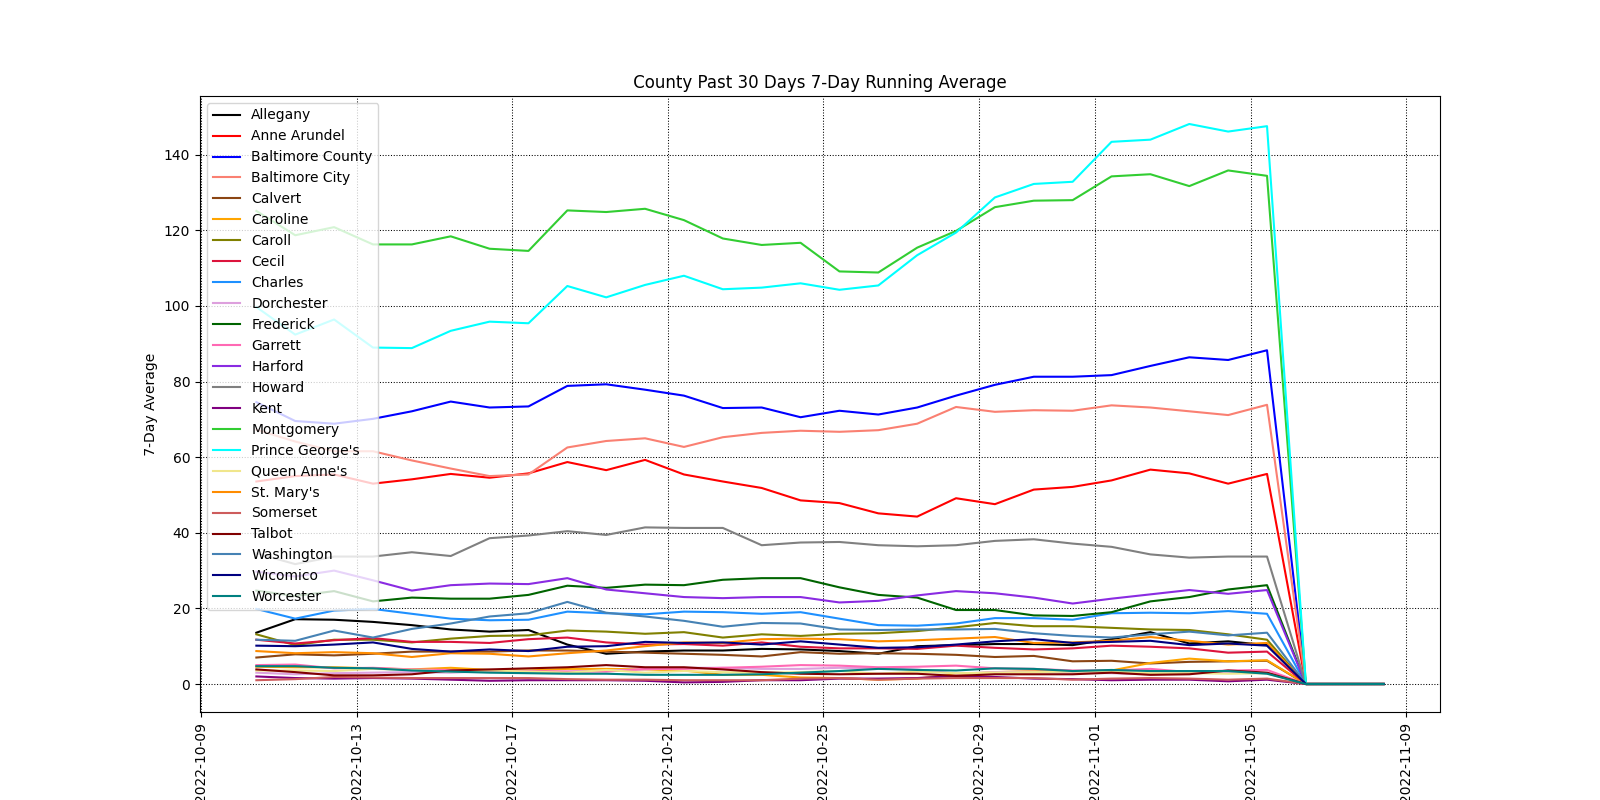 County Past 30 Days 7-Day Running Average
7-Day Average
140
120
100
80
60
40
20
0
Allegany
Anne Arundel
Baltimore County
Baltimore City
Calvert
Caroline
Caroll
Cecil
Charles
Dorchester
Frederick
Garrett
Harford
Howard
Kent
Montgomery
Prince George's
Queen Anne's
St. Mary's
Somerset
Talbot
Washington
Wicomico
Worcester
2022-10-09
2022-10-13
2022-10-17
2022-10-21
2022-10-25
2022-10-29
2022-11-01
2022-11-05
2022-11-09